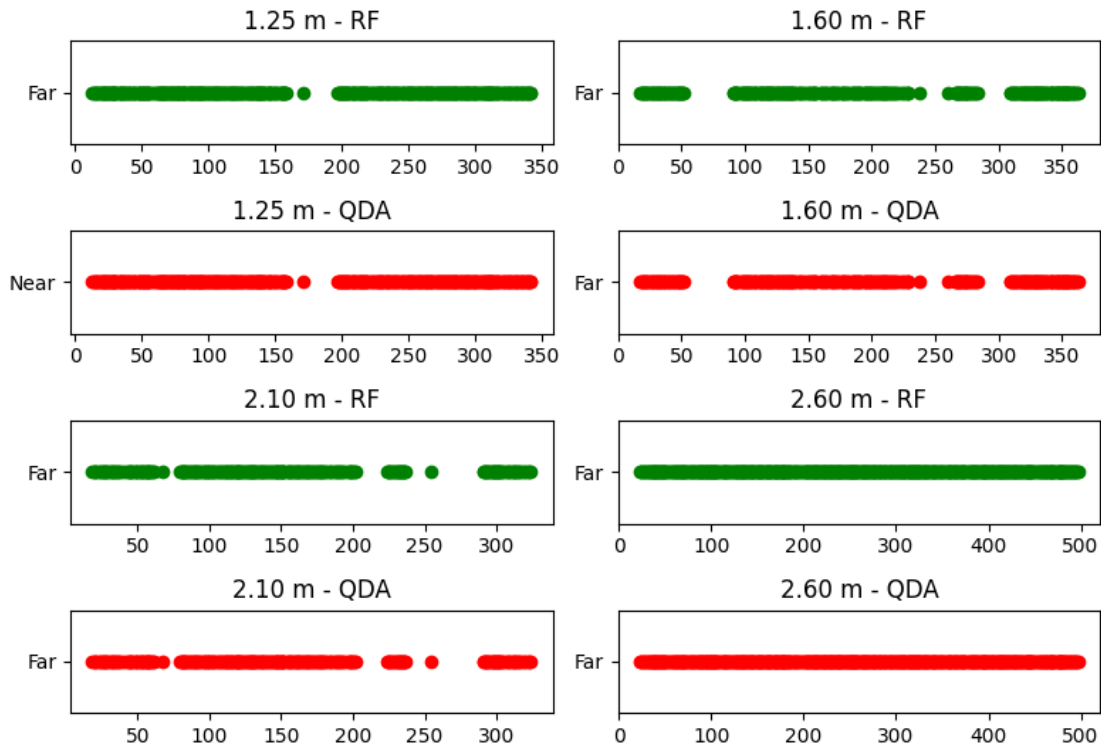 1.25 m - RF
Far
0 50 100 150 200 250 300 350
1.60 m - RF
Far
0 50 100 150 200 250 300 350
1.25 m - QDA
Near
0 50 100 150 200 250 300 350
1.60 m - QDA
Far
0 50 100 150 200 250 300 350
2.10 m - RF
Far
50 100 150 200 250 300
2.60 m - RF
Far
0 100 200 300 400 500
2.10 m - QDA
Far
50 100 150 200 250 300
2.60 m - QDA
Far
0 100 200 300 400 500